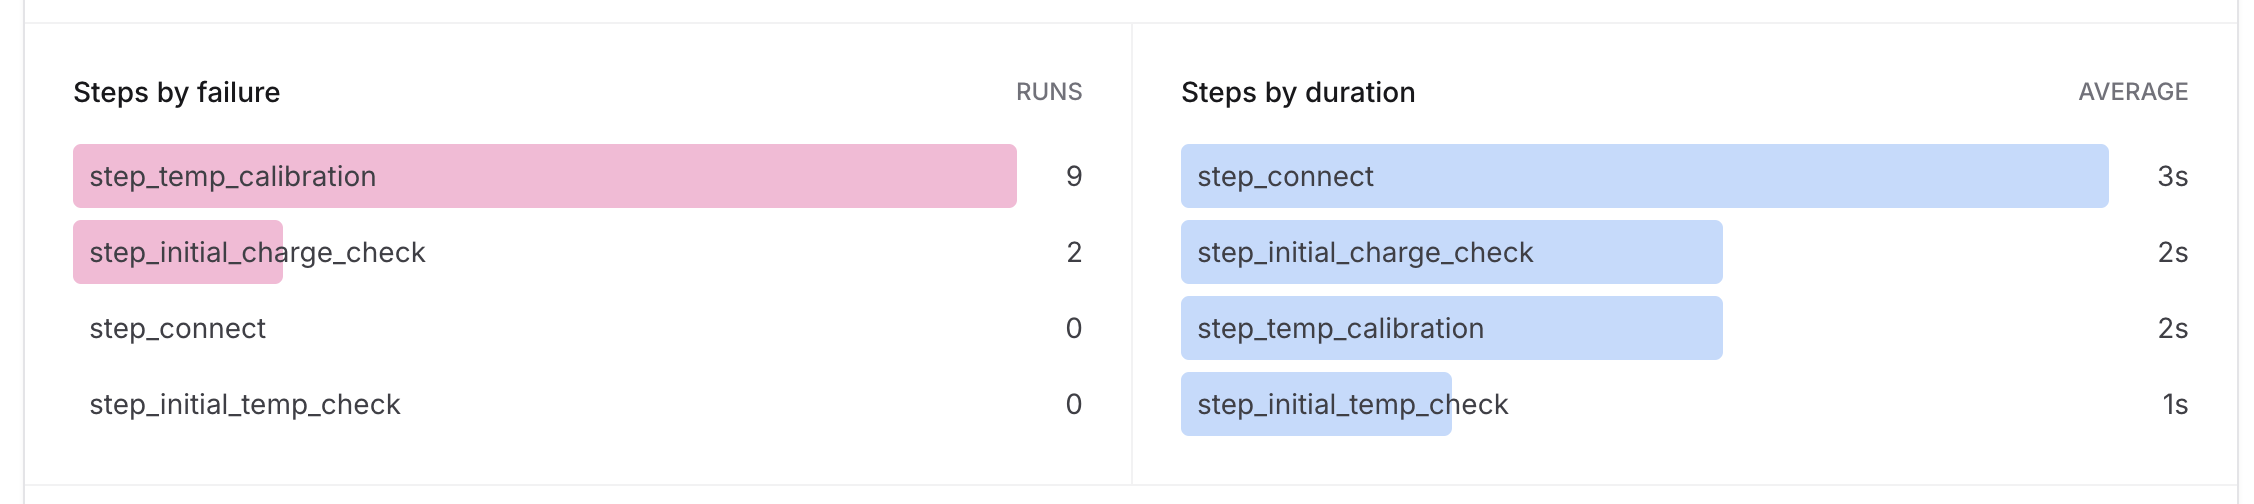 Steps by failure RUNS
step_temp_calibration 9
step_initial_charge_check 2
step_connect 0
step_initial_temp_check 0
Steps by duration AVERAGE
step_connect 3s
step_initial_charge_check 2s
step_temp_calibration 2s
step_initial_temp_check 1s